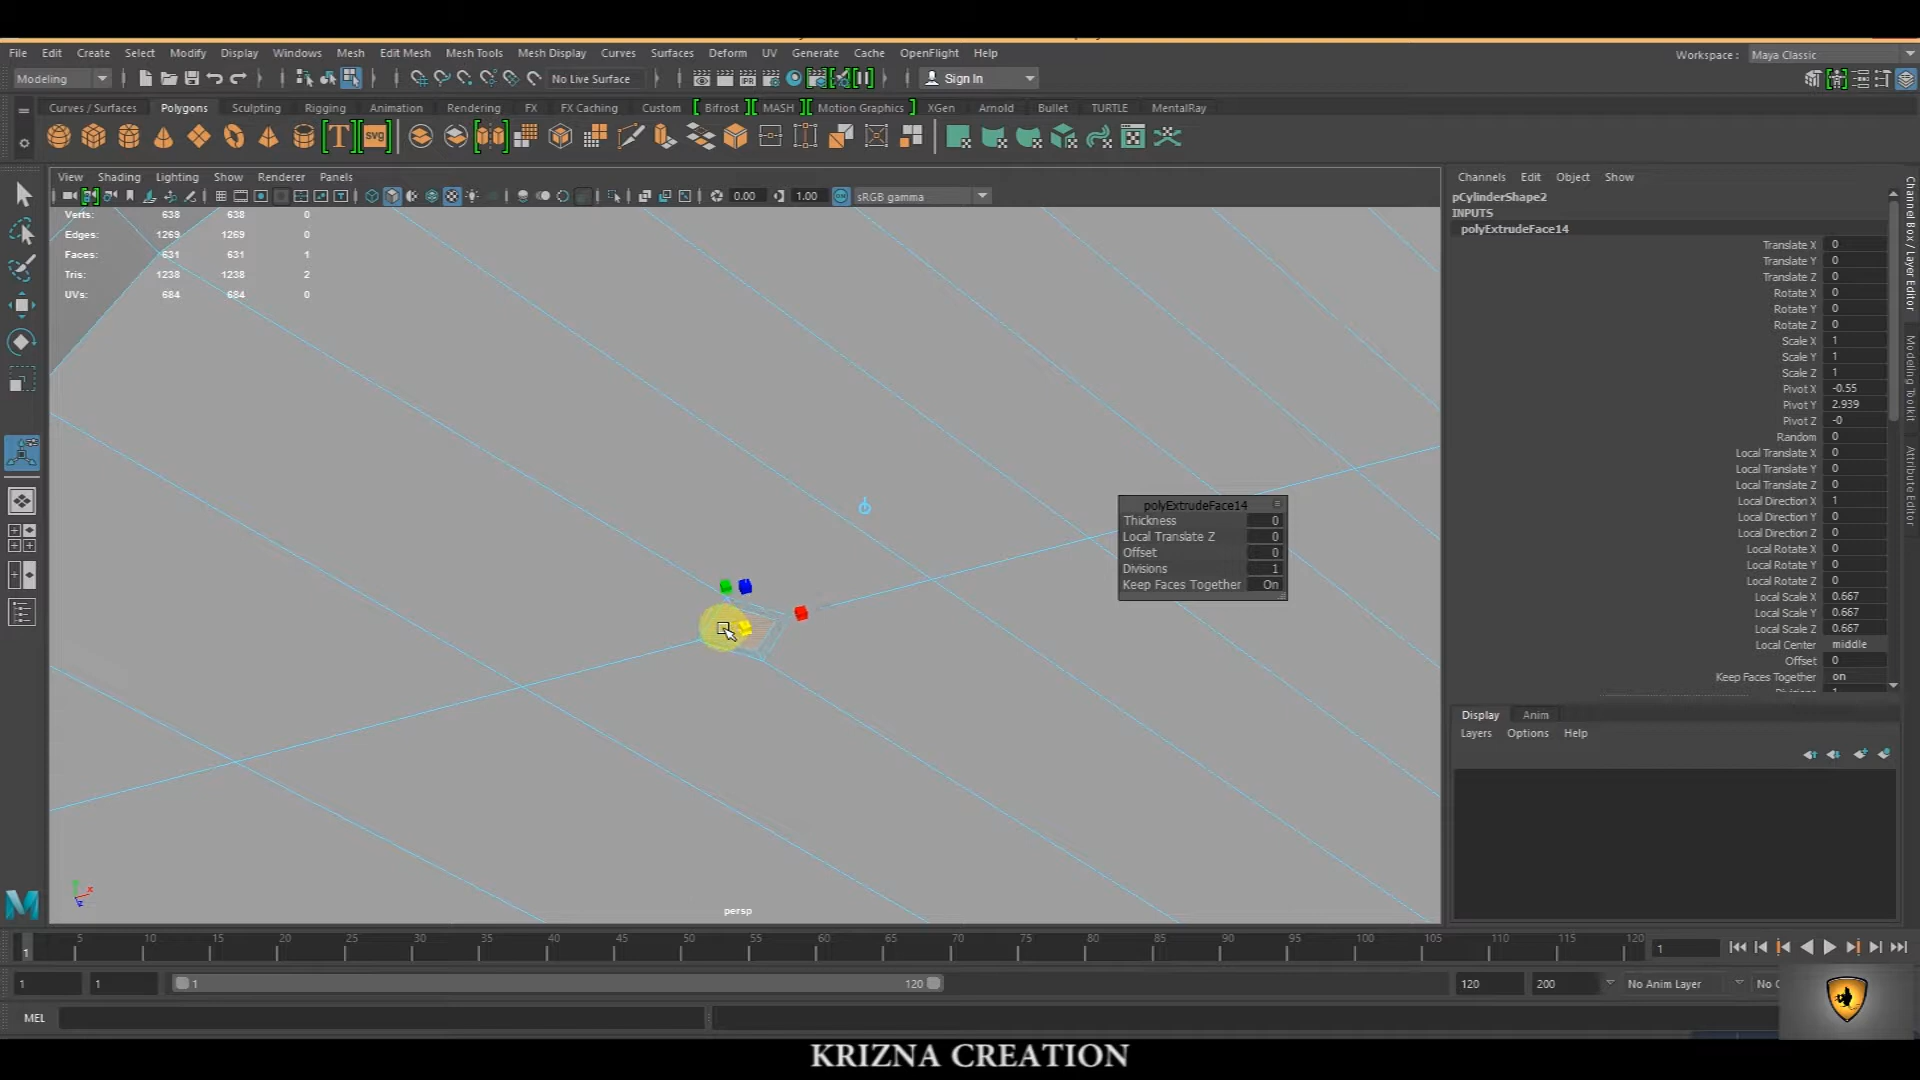 File Edit Create Select Modify Display Windows Mesh Edit Mesh Mesh Tools Mesh Display Curves Surfaces Deform UV Generate Cache OpenFlight Help
Workspace : Maya Classic
Modeling No Live Surface Sign In
Curves / Surfaces Polygons Sculpting Rigging Animation Rendering FX FX Caching Custom Bifrost MASH Motion Graphics XGen Arnold Bullet TURTLE MentalRay
T SVG
View Shading Lighting Show Renderer Panels
0.00 1.00 sRGB gamma
Verts: 638 638 0
Edges: 1269 1269 0
Faces: 631 631 1
Tris: 1238 1238 2
UVs: 684 684 0
polyExtrudeFace14
Thickness 0
Local Translate Z 0
Offset 0
Divisions 1
Keep Faces Together On
persp
Channels Edit Object Show
pCylinderShape2
INPUTS
polyExtrudeFace14
Translate X 0
Translate Y 0
Translate Z 0
Rotate X 0
Rotate Y 0
Rotate Z 0
Scale X 1
Scale Y 1
Scale Z 1
Pivot X -0.55
Pivot Y 2.939
Pivot Z -0
Random 0
Local Translate X 0
Local Translate Y 0
Local Translate Z 0
Local Direction X 1
Local Direction Y 0
Local Direction Z 0
Local Rotate X 0
Local Rotate Y 0
Local Rotate Z 0
Local Scale X 0.667
Local Scale Y 0.667
Local Scale Z 0.667
Local Center middle
Offset 0
Keep Faces Together on
Channel Box / Layer Editor
Modeling Toolkit
Attribute Editor
Display Anim
Layers Options Help
5 10 15 20 25 30 35 40 45 50 55 60 65 70 75 80 85 90 95 100 105 110 115 120
1 1
1 1 1 120 120 200 No Anim Layer
MEL
KRIZNA CREATION